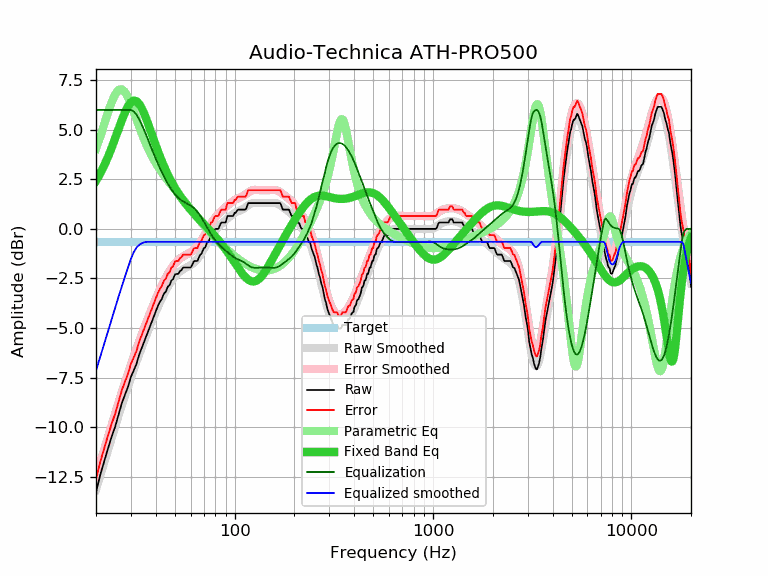 Audio-Technica ATH-PRO500
7.5
5.0
2.5
0.0
−2.5
−5.0
−7.5
−10.0
−12.5
Amplitude (dBr)
Target
Raw Smoothed
Error Smoothed
Raw
Error
Parametric Eq
Fixed Band Eq
Equalization
Equalized smoothed
100 1000 10000
Frequency (Hz)